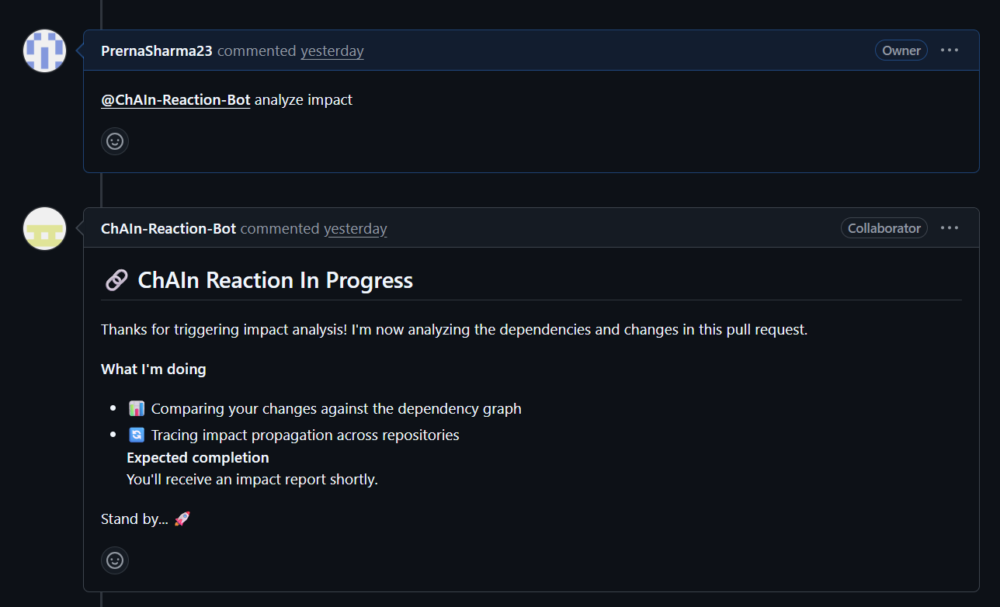 PrernaSharma23 commented yesterday
Owner
@ChAIn-Reaction-Bot analyze impact
ChAIn-Reaction-Bot commented yesterday
Collaborator
ChAIn Reaction In Progress
Thanks for triggering impact analysis! I'm now analyzing the dependencies and changes in this pull request.
What I'm doing
Comparing your changes against the dependency graph
Tracing impact propagation across repositories
Expected completion
You'll receive an impact report shortly.
Stand by...